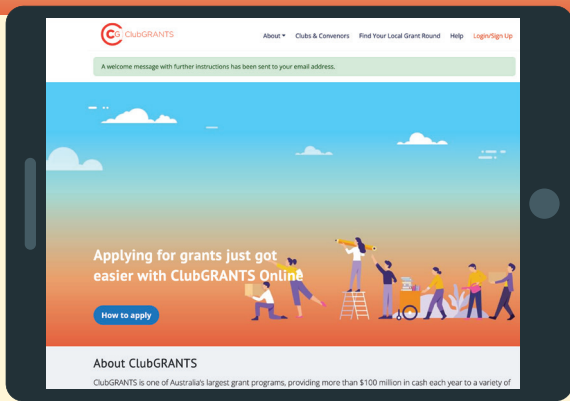 CG ClubGRANTS
About Clubs & Convenors Find Your Local Grant Round Help Login/Sign Up
A welcome message with further instructions has been sent to your email address.
Applying for grants just got
easier with ClubGRANTS Online
How to apply
About ClubGRANTS
ClubGRANTS is one of Australia's largest grant programs, providing more than $100 million in cash each year to a variety of